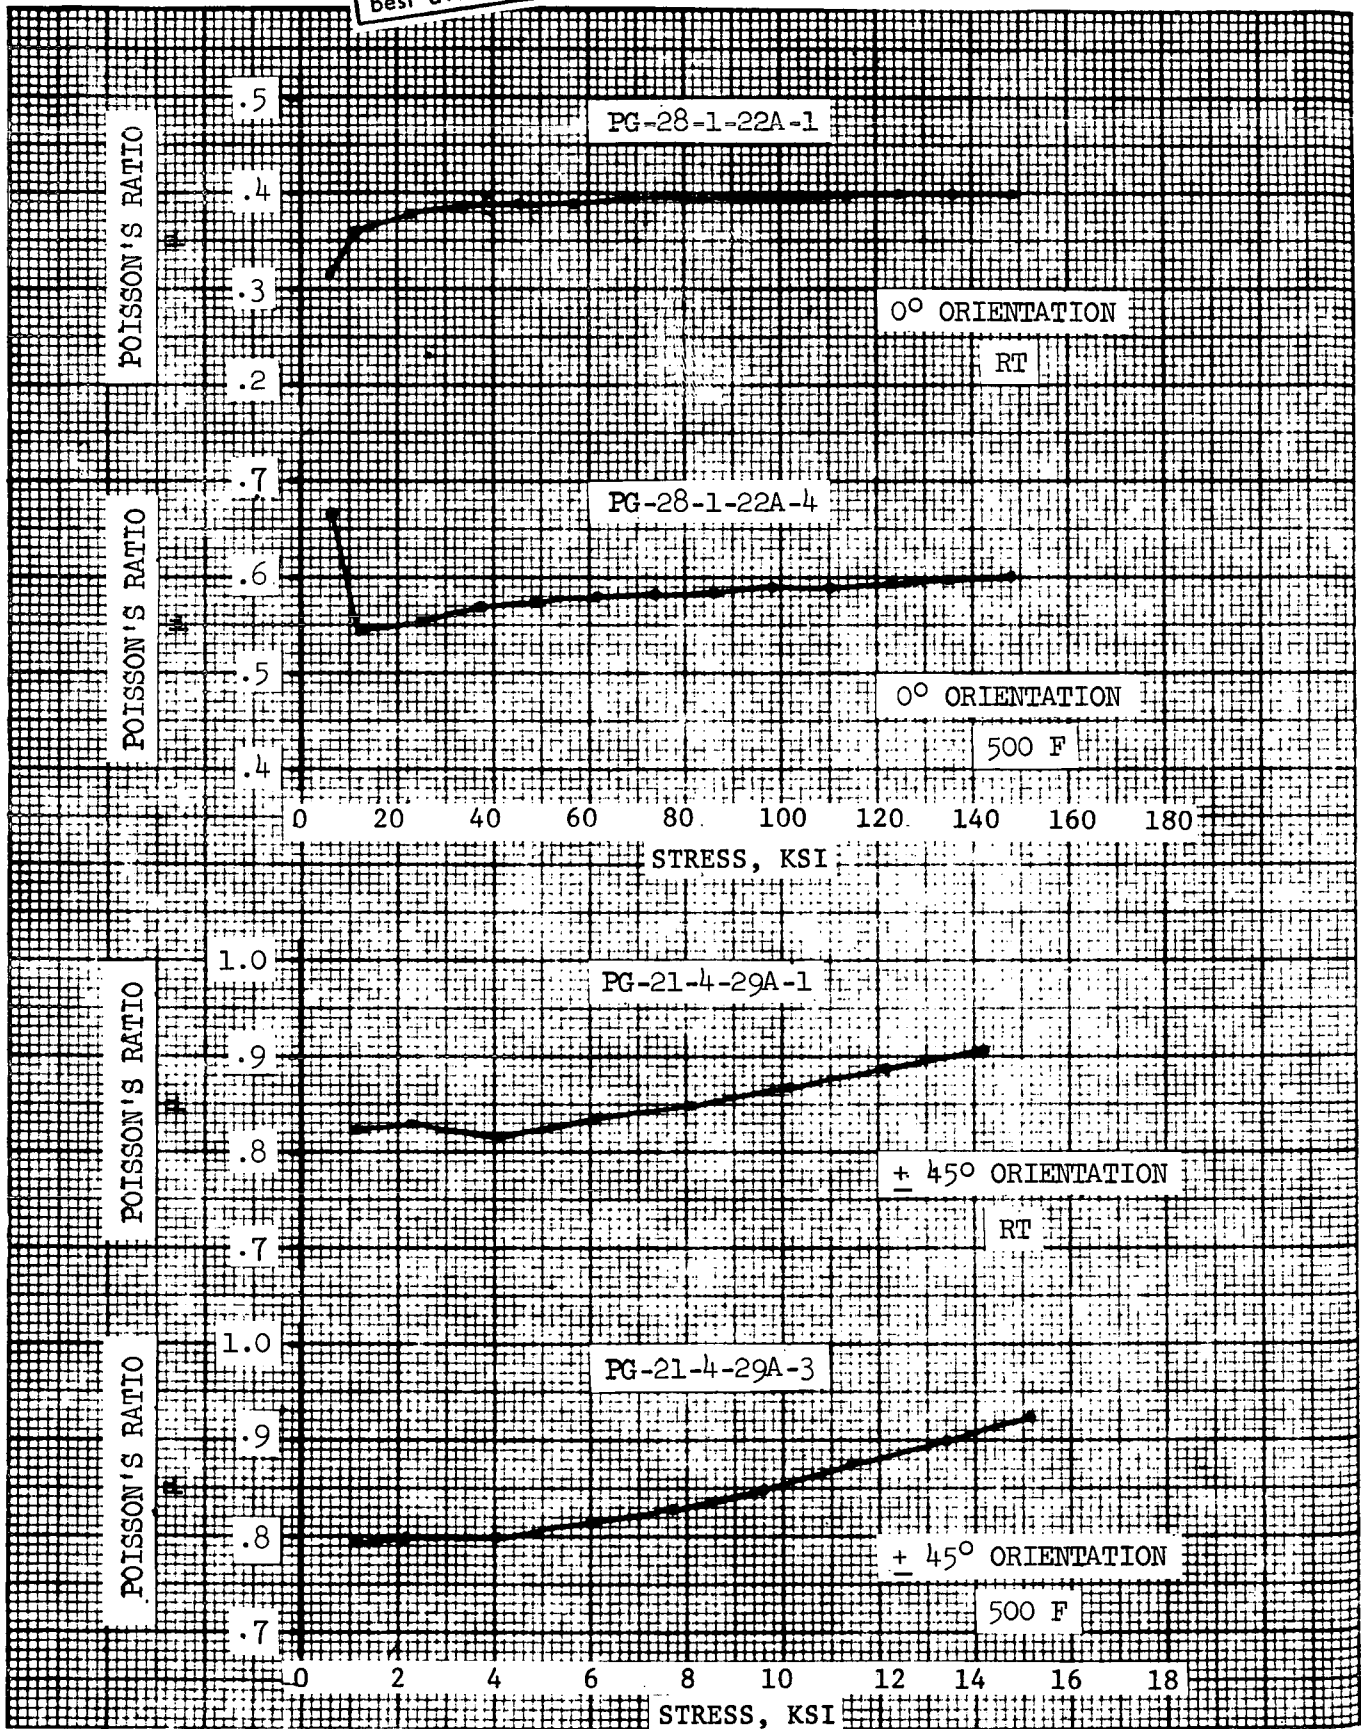 .5
PG-28-1-22A-1
.4
POISSON'S RATIO
μ
.3
0° ORIENTATION
RT
.2
.7
PG-28-1-22A-4
.6
POISSON'S RATIO
μ
.5
0° ORIENTATION
500 F
.4
0 20 40 60 80 100 120 140 160 180
STRESS, KSI
1.0
PG-21-4-29A-1
.9
POISSON'S RATIO
μ
.8
± 45° ORIENTATION
RT
.7
1.0
PG-21-4-29A-3
.9
POISSON'S RATIO
μ
.8
± 45° ORIENTATION
500 F
.7
0 2 4 6 8 10 12 14 16 18
STRESS, KSI